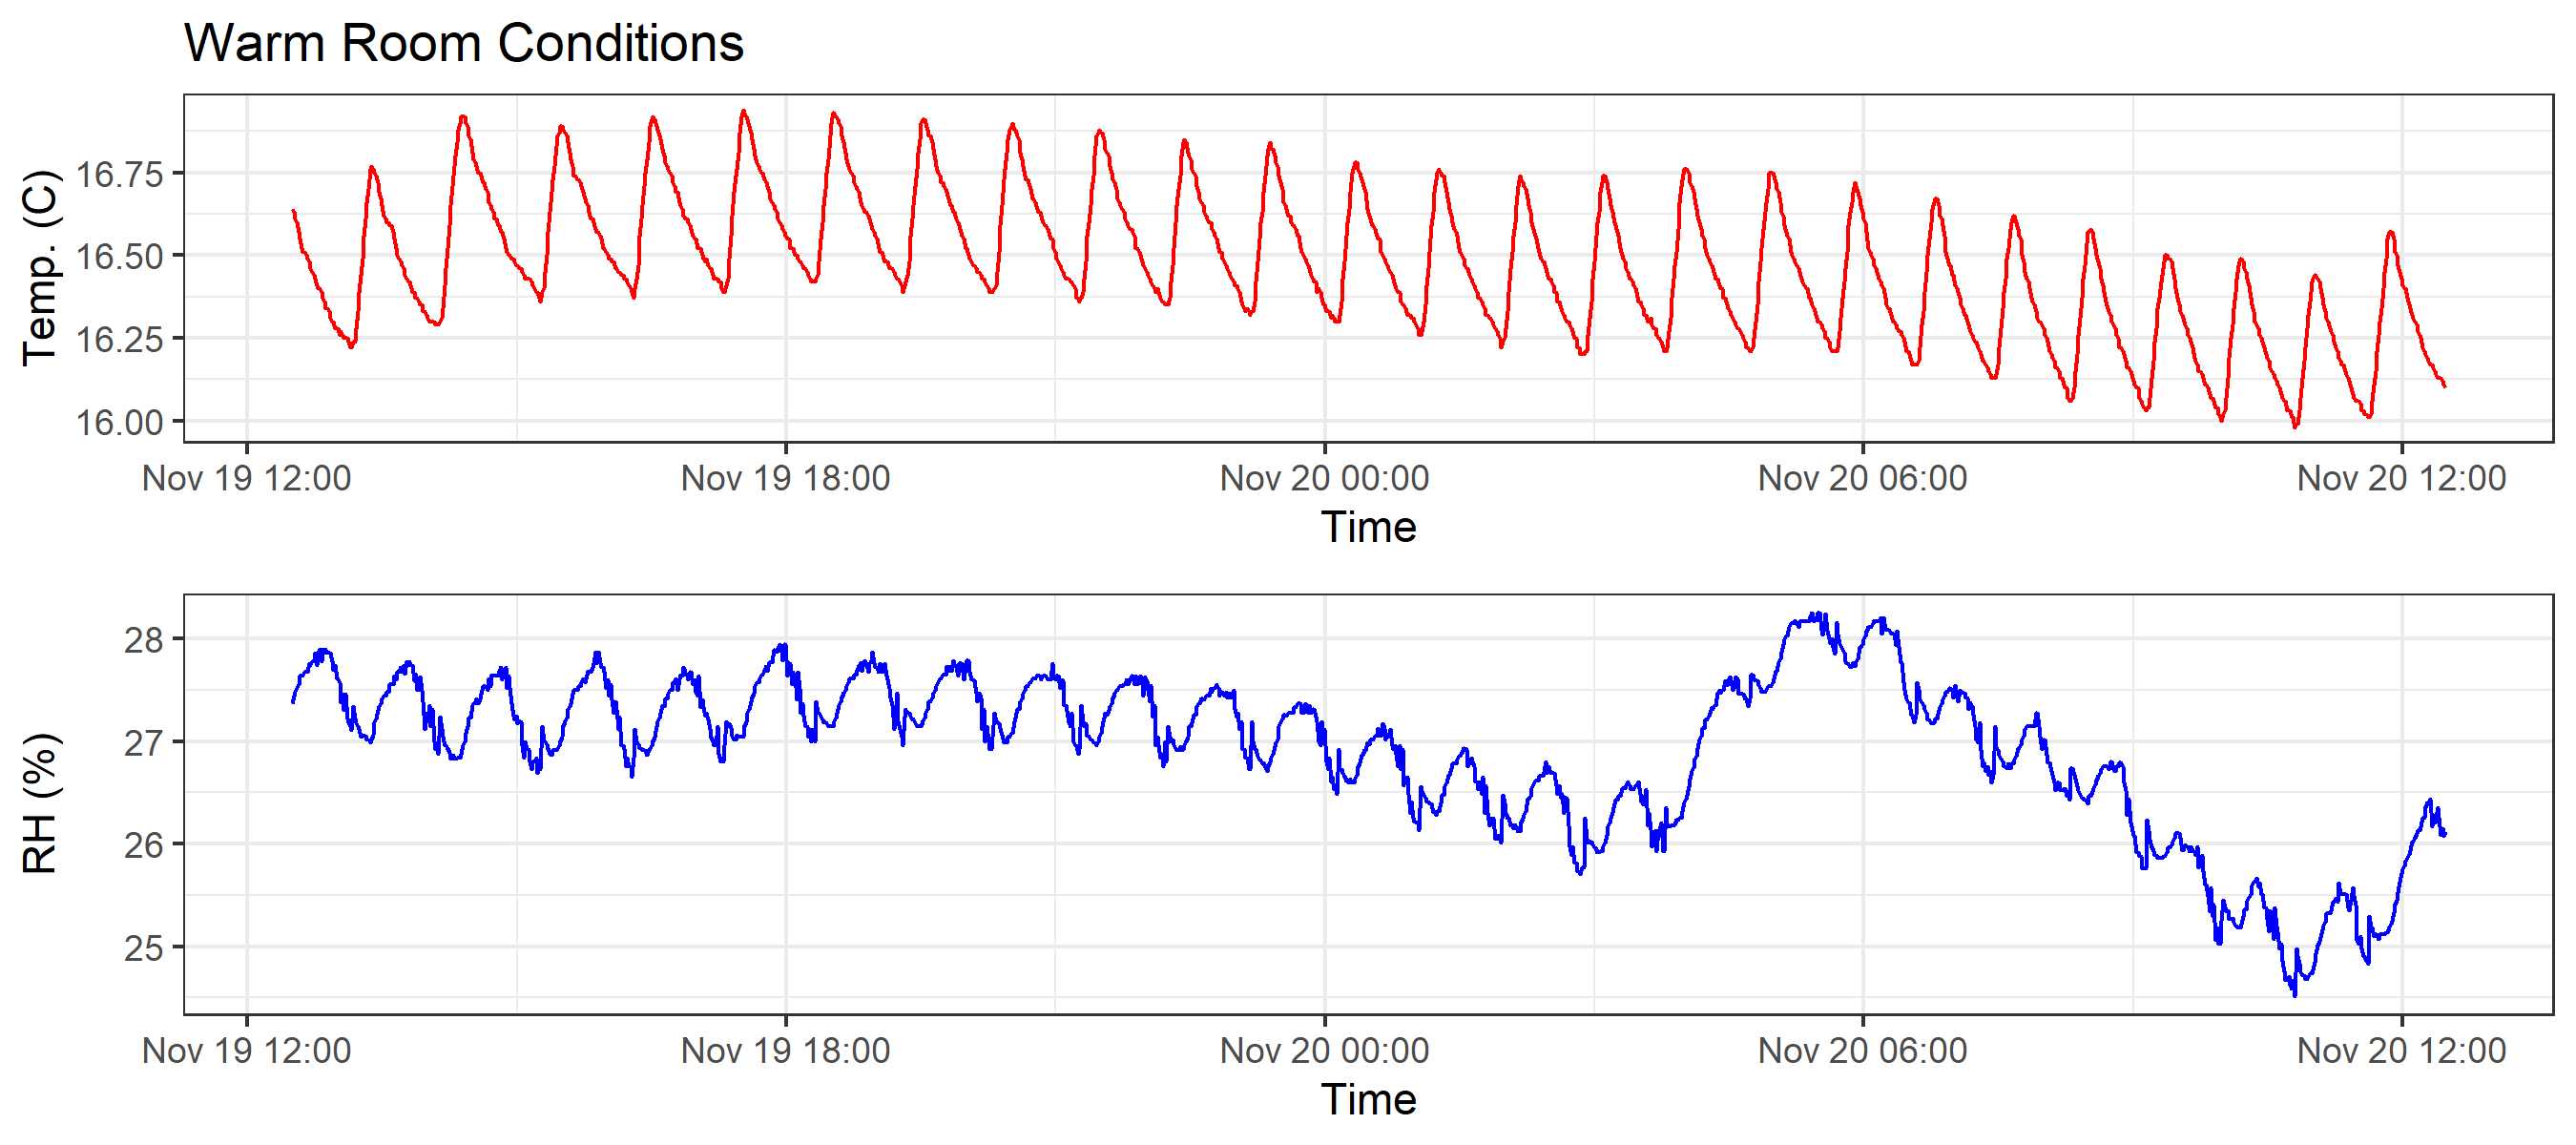 Warm Room Conditions
Temp. (C)
16.75
16.50
16.25
16.00
Nov 19 12:00 Nov 19 18:00 Nov 20 00:00 Nov 20 06:00 Nov 20 12:00
Time
RH (%)
28
27
26
25
Nov 19 12:00 Nov 19 18:00 Nov 20 00:00 Nov 20 06:00 Nov 20 12:00
Time